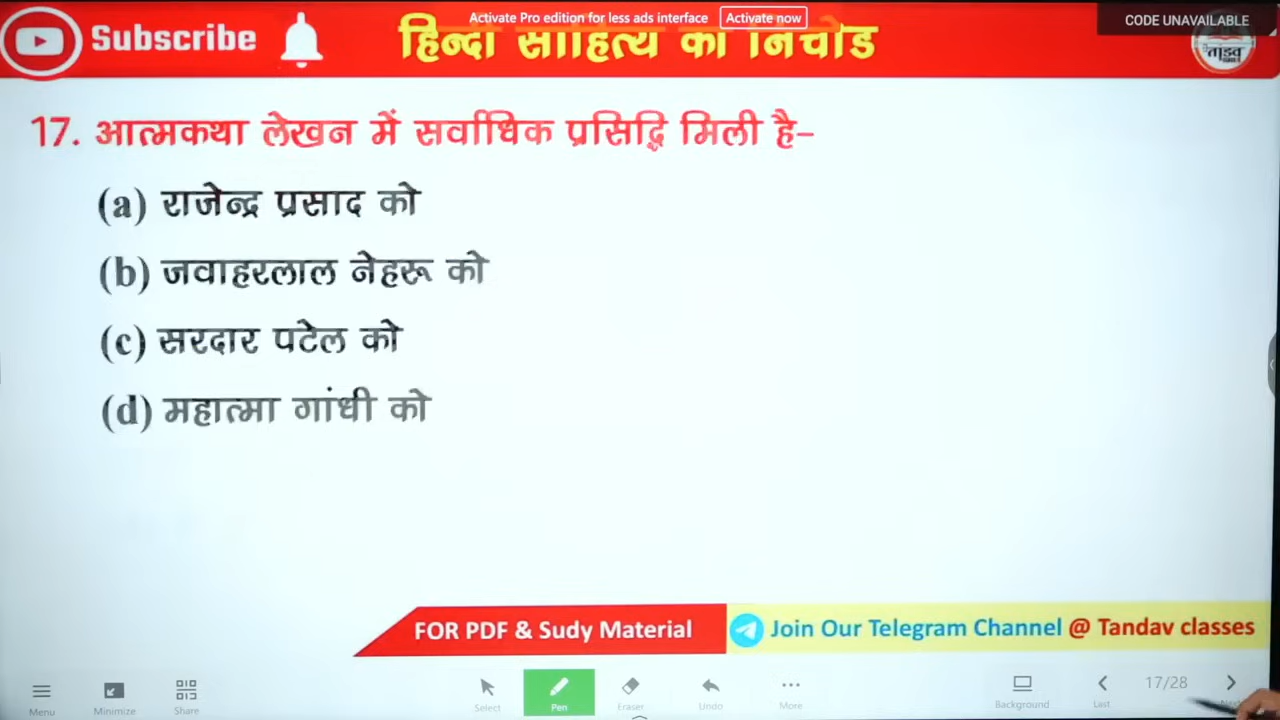 Activate Pro edition for less ads interface Activate now
CODE UNAVAILABLE
Subscribe
हिन्दी साहित्य का निचोड
ताडंव
17. आत्मकथा लेखन में सर्वाधिक प्रसिद्धि मिली है–
(a) राजेन्द्र प्रसाद को
(b) जवाहरलाल नेहरू को
(c) सरदार पटेल को
(d) महात्मा गांधी को
FOR PDF & Sudy Material
Join Our Telegram Channel @ Tandav classes
Menu
Minimize
Share
Select
Pen
Eraser
Undo
More
Background
Last
17/28